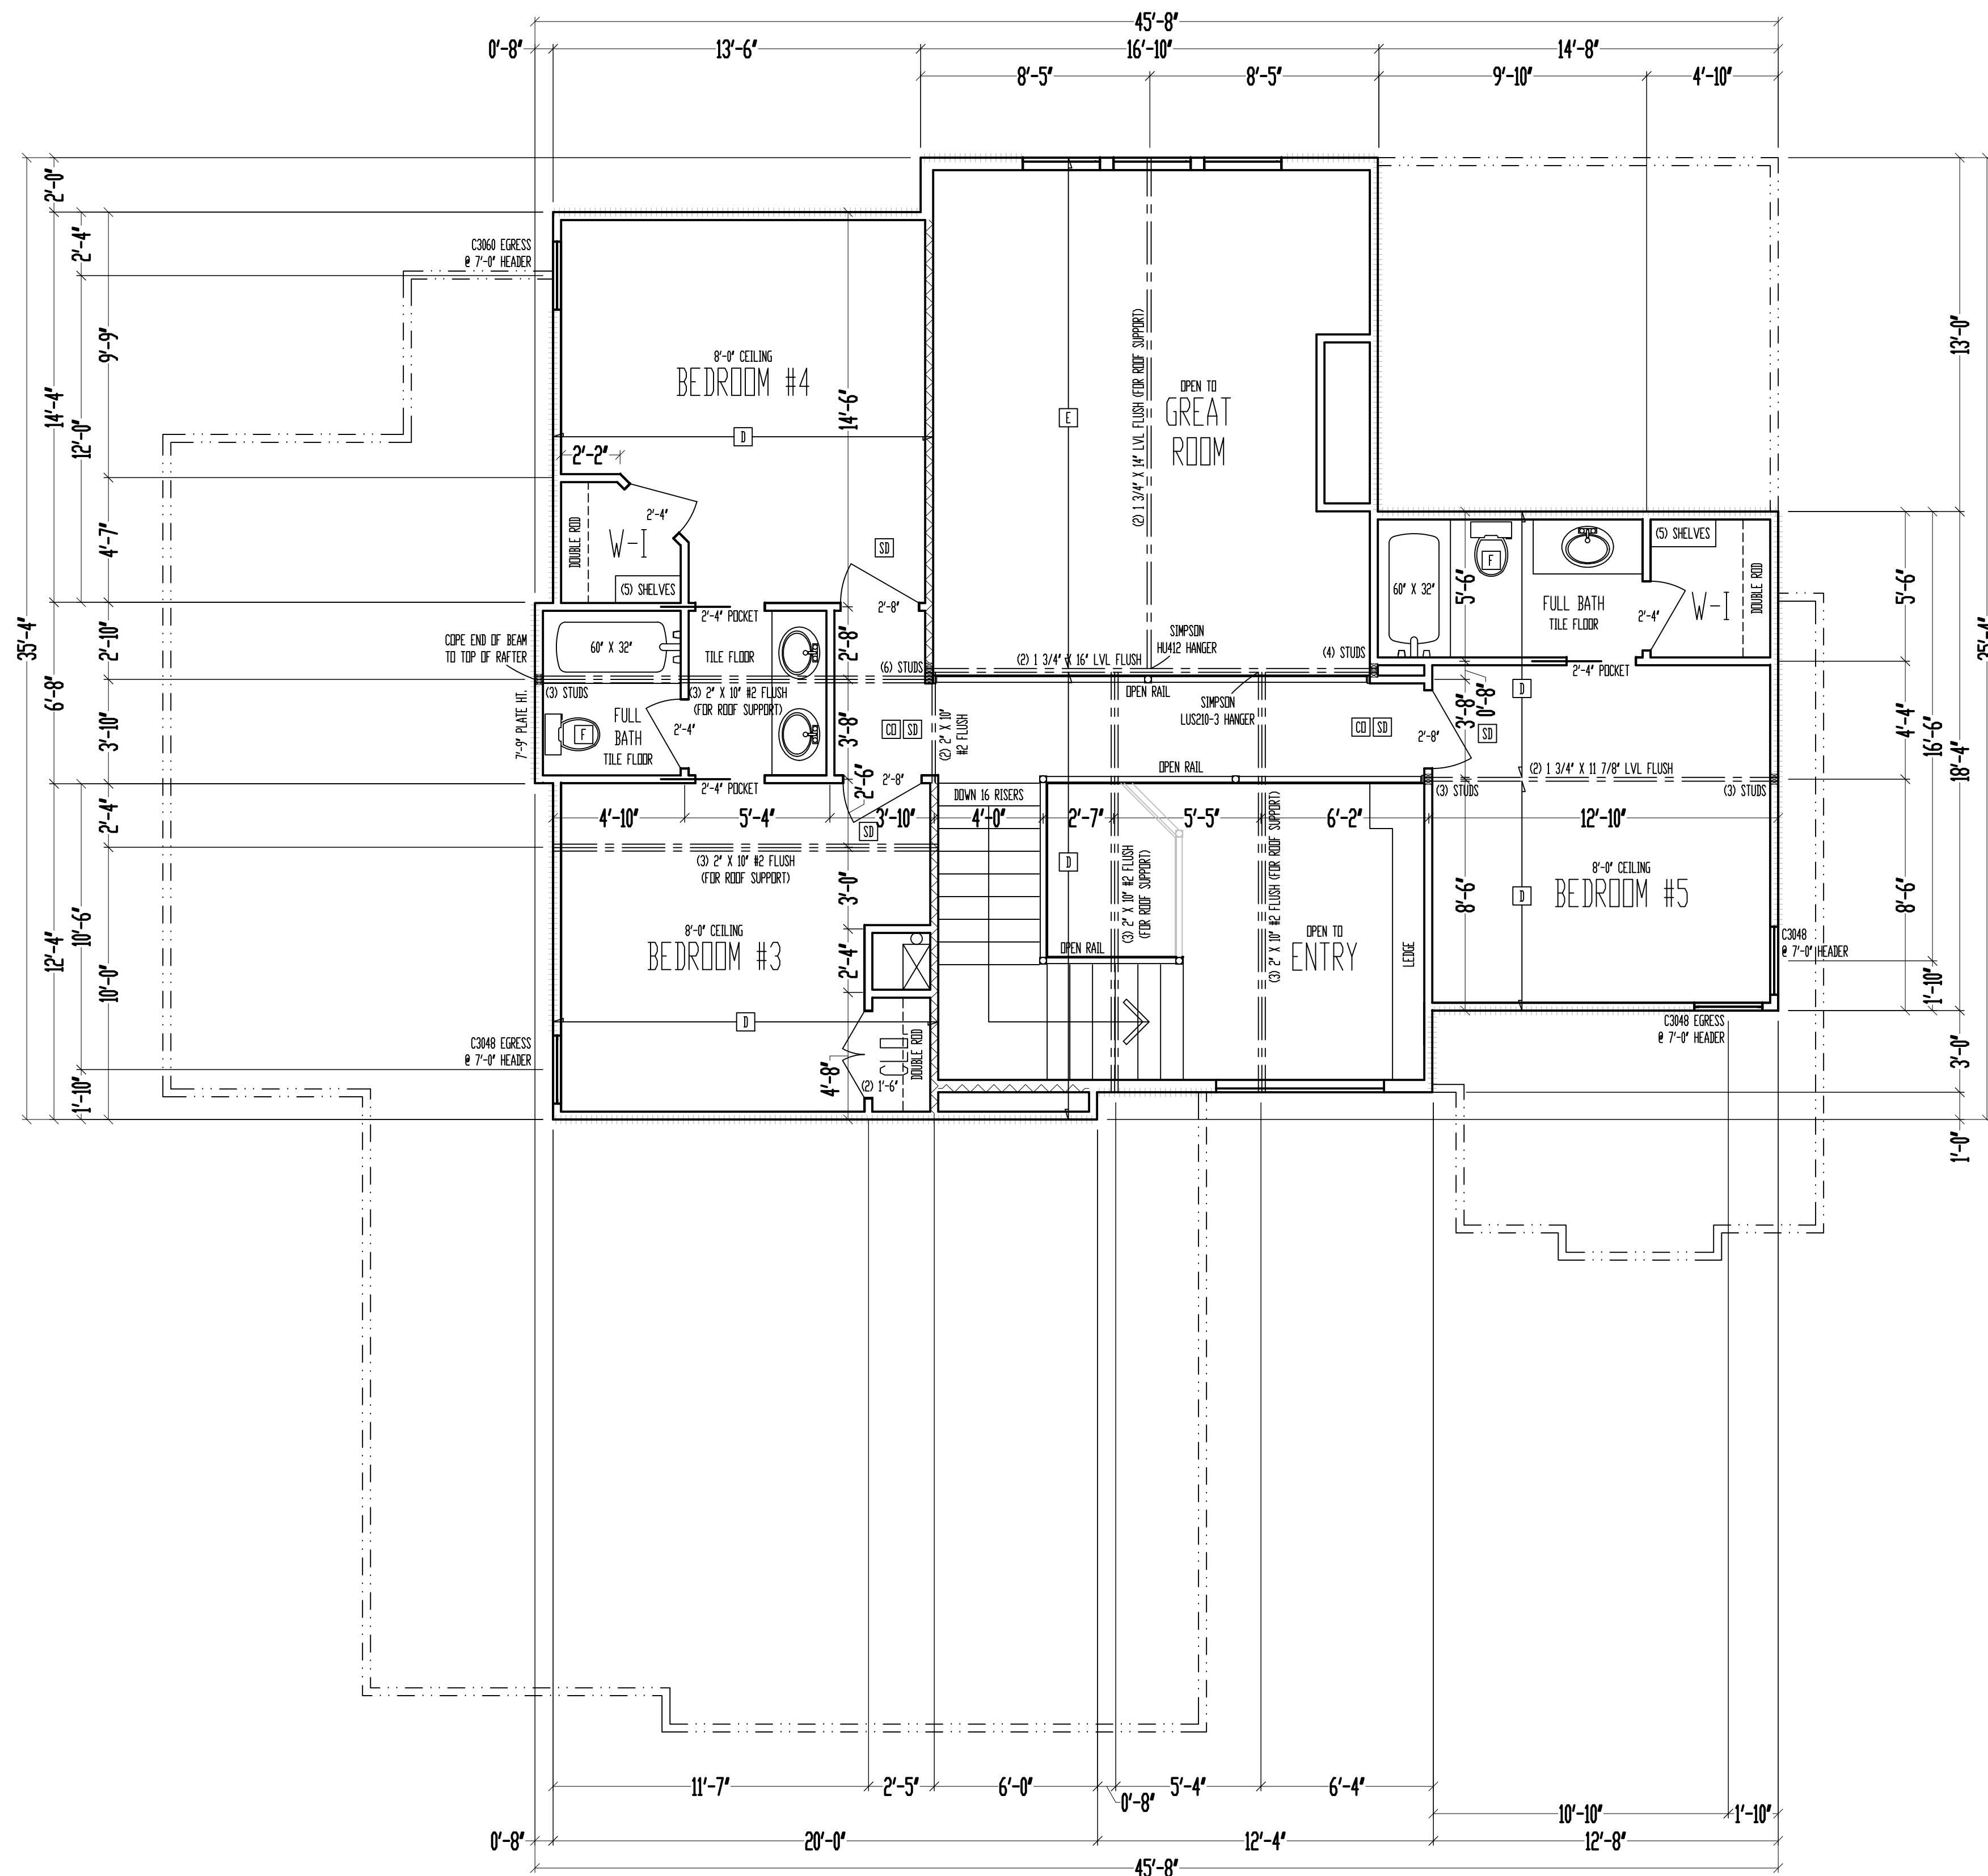 45'-8"
0'-8" 13'-6" 16'-10" 14'-8"
8'-5" 8'-5" 9'-10" 4'-10"
2'-0"
2'-4"
C3060 EGRESS
@ 7'-0" HEADER
9'-9"
14'-4"
12'-0"
13'-0"
8'-0" CEILING
BEDROOM #4
14'-6"
D
2'-2"
E
(2) 1 3/4" X 14" LVL FLUSH (FOR ROOF SUPPORT)
OPEN TO
GREAT
ROOM
4'-7"
DOUBLE ROD
W-I
2'-4"
(5) SHELVES
SD
2'-8"
2'-4" POCKET
60" X 32"
F
5'-6"
FULL BATH
TILE FLOOR
(5) SHELVES
W-I
2'-4"
DOUBLE ROD
5'-6"
2'-4" POCKET
35'-4"
6'-8"
2'-10"
COPE END OF BEAM
TO TOP OF RAFTER
60" X 32"
TILE FLOOR
2'-8"
(6) STUDS
(2) 1 3/4" X 16" LVL FLUSH
SIMPSON
HU412 HANGER
(4) STUDS
OPEN RAIL
SIMPSON
LUS210-3 HANGER
7'-9" PLATE HT.
(3) STUDS
(3) 2" X 10" #2 FLUSH
(FOR ROOF SUPPORT)
3'-10"
FULL
BATH
TILE FLOOR
F
2'-4"
3'-8"
CO SD
(2) 2" X 10"
#2 FLUSH
CO SD
2'-8"
3'-8"
0'-8"
SD
D
4'-4"
16'-6"
18'-4"
35'-4"
2'-4" POCKET
2'-6"
2'-8"
OPEN RAIL
(2) 1 3/4" X 11 7/8" LVL FLUSH
(3) STUDS
(3) STUDS
DOWN 16 RISERS
2'-4"
4'-10" 5'-4" 3'-10" 4'-0" 2'-7" 5'-5" 6'-2" 12'-10"
SD
(3) 2" X 10" #2 FLUSH
(FOR ROOF SUPPORT)
D
3'-0"
(3) 2" X 10" #2 FLUSH
(FOR ROOF SUPPORT)
(3) 2" X 10" #2 FLUSH (FOR ROOF SUPPORT)
8'-6"
D
8'-0" CEILING
BEDROOM #5
8'-6"
12'-4"
10'-6"
10'-0"
8'-0" CEILING
BEDROOM #3
2'-4"
OPEN RAIL
OPEN TO
ENTRY
LEDGE
C3048
@ 7'-0" HEADER
1'-10"
D
C3048 EGRESS
@ 7'-0" HEADER
CLO
DOUBLE ROD
4'-8"
(2) 1'-6"
C3048 EGRESS
@ 7'-0" HEADER
3'-0"
1'-10"
1'-0"
11'-7" 2'-5" 6'-0" 0'-8" 5'-4" 6'-4"
10'-10" 1'-10"
0'-8" 20'-0" 12'-4" 12'-8"
45'-8"